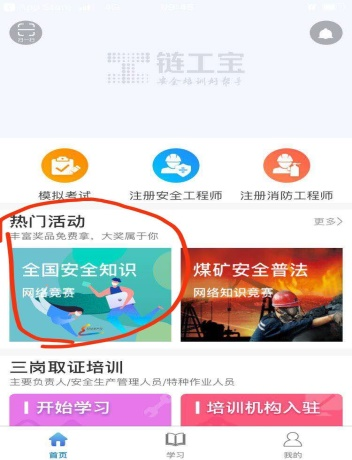 扫一扫
链工宝
安全培训好帮手
模拟考试
注册安全工程师
注册消防工程师
热门活动
更多>
丰富奖品免费拿，大奖属于你
全国安全知识
网络竞赛
煤矿安全普法
网络知识竞赛
三岗取证培训
主要负责人/安全生产管理人员/特种作业人员
开始学习
培训机构入驻
首页
学习
我的